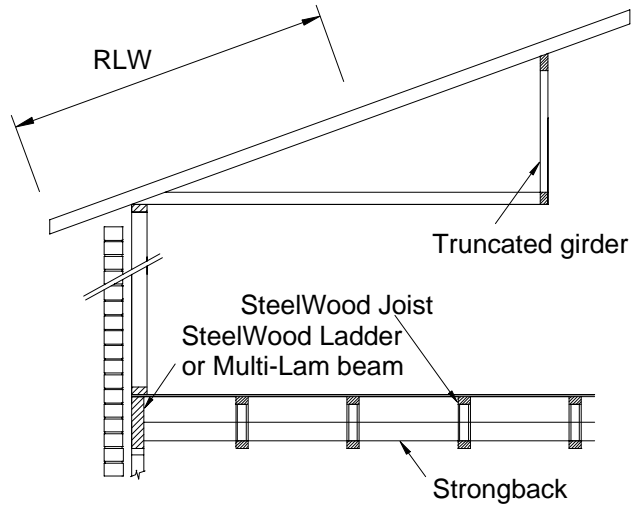 RLW
Truncated girder
SteelWood Joist
SteelWood Ladder
or Multi-Lam beam
Strongback